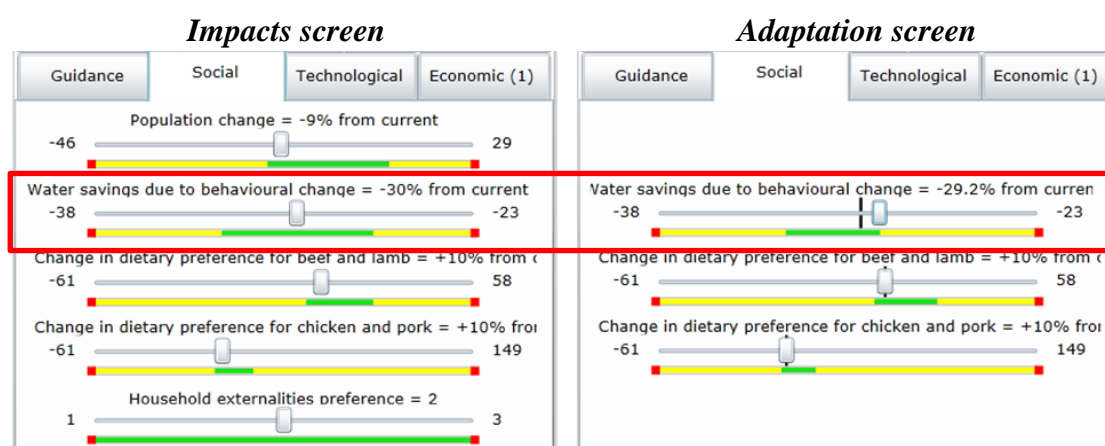 Impacts screen
Adaptation screen
Guidance Social Technological Economic (1)
Guidance Social Technological Economic (1)
Population change = -9% from current
-46 29
Water savings due to behavioural change = -30% from current
-38 -23
Vater savings due to behavioural change = -29.2% from curren
-38 -23
Change in dietary preference for beef and lamb = +10% from c
-61 58
Change in dietary preference for beef and lamb = +10% from c
-61 58
Change in dietary preference for chicken and pork = +10% froi
-61 149
Change in dietary preference for chicken and pork = +10% froi
-61 149
Household externalities preference = 2
1 3